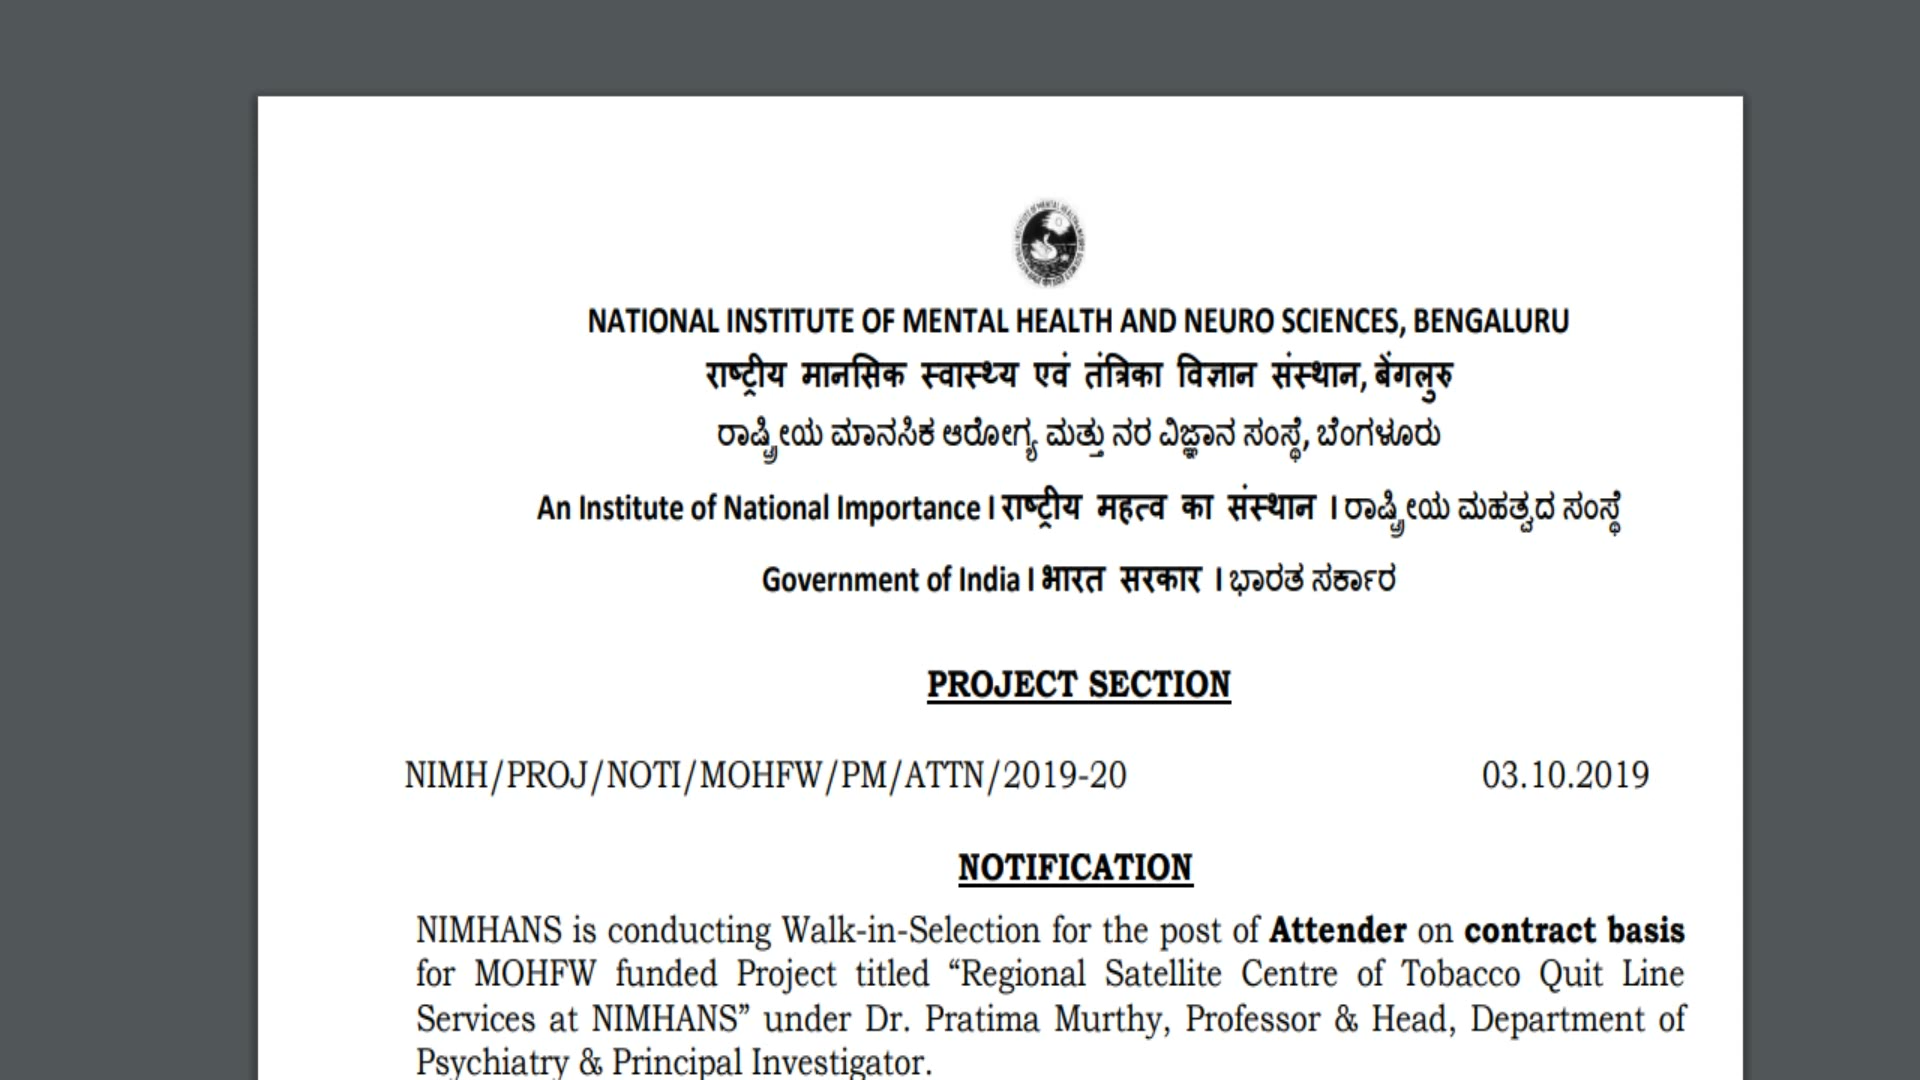 NATIONAL INSTITUTE OF MENTAL HEALTH AND NEURO SCIENCES, BENGALURU
राष्ट्रीय मानसिक स्वास्थ्य एवं तंत्रिका विज्ञान संस्थान, बेंगलुरु
ರಾಷ್ಟ್ರೀಯ ಮಾನಸಿಕ ಆರೋಗ್ಯ ಮತ್ತು ನರ ವಿಜ್ಞಾನ ಸಂಸ್ಥೆ, ಬೆಂಗಳೂರು
An Institute of National Importance I राष्ट्रीय महत्व का संस्थान I ರಾಷ್ಟ್ರೀಯ ಮಹತ್ವದ ಸಂಸ್ಥೆ
Government of India I भारत सरकार I ಭಾರತ ಸರ್ಕಾರ
PROJECT SECTION
NIMH/PROJ/NOTI/MOHFW/PM/ATTN/2019-20 03.10.2019
NOTIFICATION
NIMHANS is conducting Walk-in-Selection for the post of Attender on contract basis
for MOHFW funded Project titled “Regional Satellite Centre of Tobacco Quit Line
Services at NIMHANS” under Dr. Pratima Murthy, Professor & Head, Department of
Psychiatry & Principal Investigator.